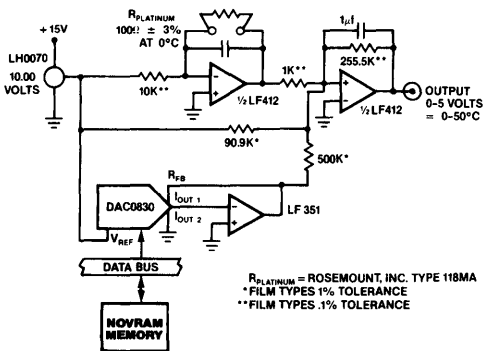 +15V
LH0070
10.00
VOLTS
R PLATINUM
100Ω ± 3%
AT 0°C
10K**
½ LF412
1K**
1μf
255.5K**
½ LF412
OUTPUT
0–5 VOLTS
= 0–50°C
90.9K*
500K*
RFB
DAC0830
IOUT 1
IOUT 2
VREF
LF 351
DATA BUS
NOVRAM
MEMORY
RPLATINUM = ROSEMOUNT, INC. TYPE 118MA
*FILM TYPES 1% TOLERANCE
**FILM TYPES .1% TOLERANCE